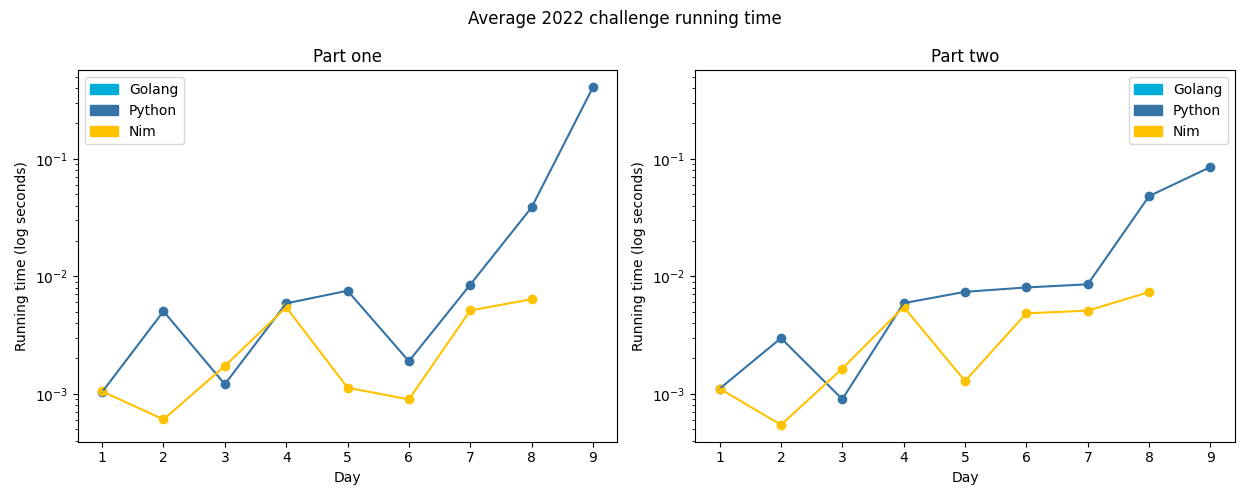 Average 2022 challenge running time
Part one
Golang
Python
Nim
Running time (log seconds)
10⁻¹
10⁻²
10⁻³
1 2 3 4 5 6 7 8 9
Day
Part two
Golang
Python
Nim
Running time (log seconds)
10⁻¹
10⁻²
10⁻³
1 2 3 4 5 6 7 8 9
Day